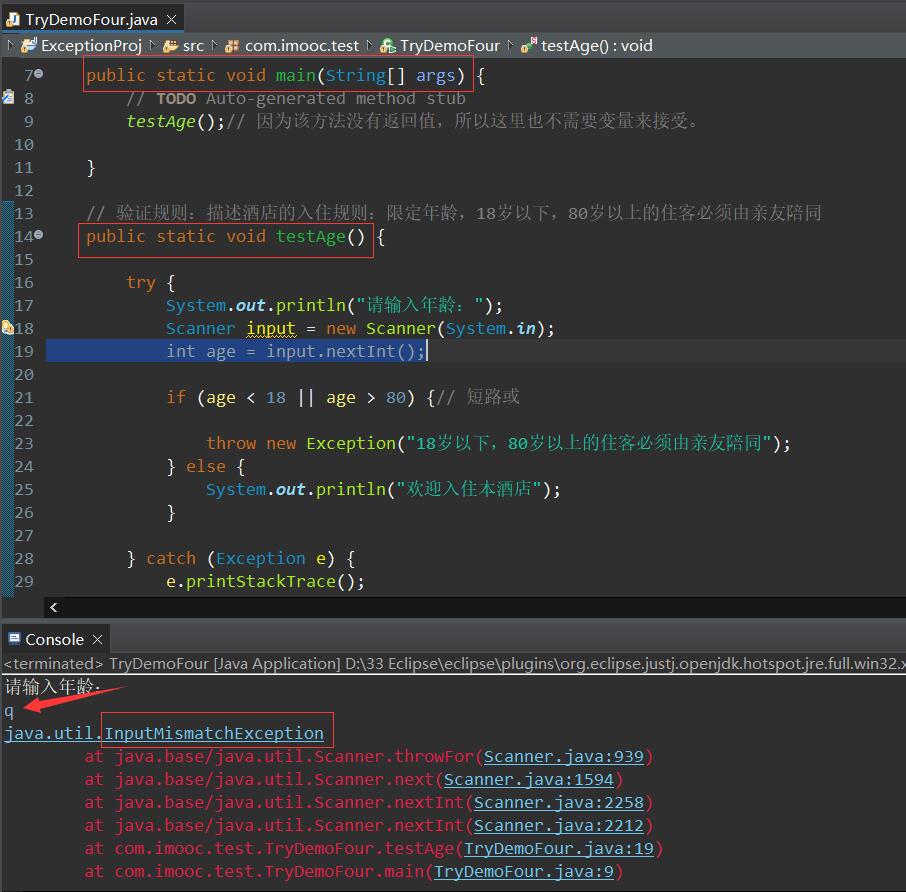 TryDemoFour.java
ExceptionProj src com.imooc.test TryDemoFour testAge() : void
7 public static void main(String[] args) {
8 // TODO Auto-generated method stub
9 testAge();// 因为该方法没有返回值，所以这里也不需要变量来接受。
10
11 }
12
13 // 验证规则：描述酒店的入住规则：限定年龄，18岁以下，80岁以上的住客必须由亲友陪同
14 public static void testAge() {
15
16 try {
17 System.out.println("请输入年龄：");
18 Scanner input = new Scanner(System.in);
19 int age = input.nextInt();
20
21 if (age < 18 || age > 80) {// 短路或
22
23 throw new Exception("18岁以下，80岁以上的住客必须由亲友陪同");
24 } else {
25 System.out.println("欢迎入住本酒店");
26 }
27
28 } catch (Exception e) {
29 e.printStackTrace();
Console
<terminated> TryDemoFour [Java Application] D:\33 Eclipse\eclipse\plugins\org.eclipse.justj.openjdk.hotspot.jre.full.win32.x
请输入年龄：
q
java.util.InputMismatchException
at java.base/java.util.Scanner.throwFor(Scanner.java:939)
at java.base/java.util.Scanner.next(Scanner.java:1594)
at java.base/java.util.Scanner.nextInt(Scanner.java:2258)
at java.base/java.util.Scanner.nextInt(Scanner.java:2212)
at com.imooc.test.TryDemoFour.testAge(TryDemoFour.java:19)
at com.imooc.test.TryDemoFour.main(TryDemoFour.java:9)